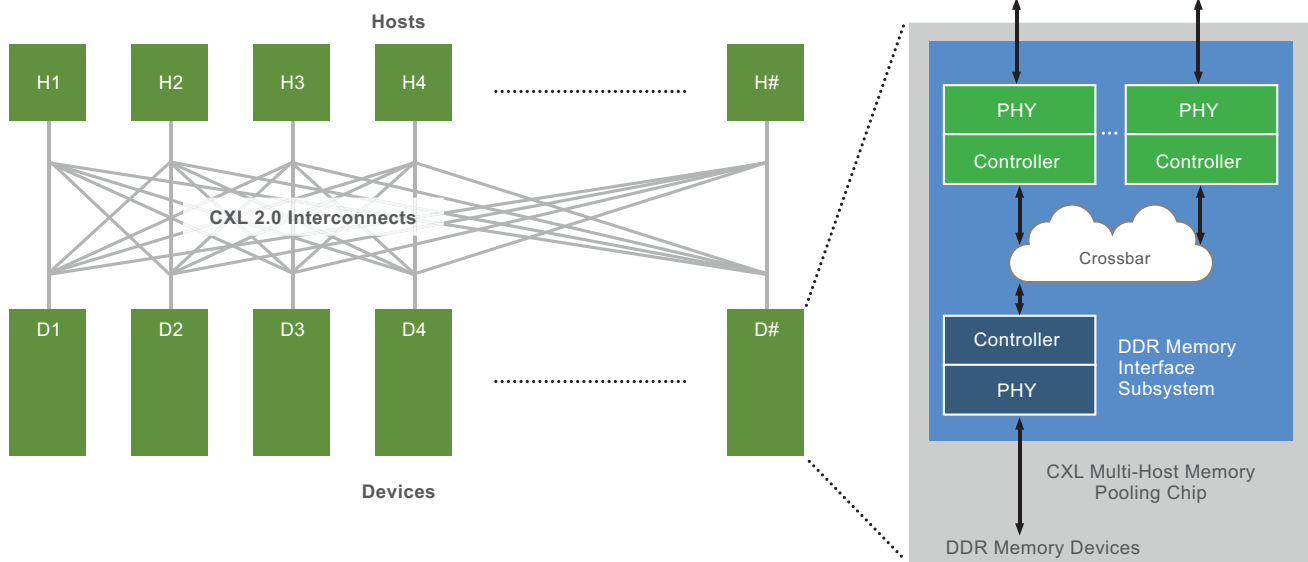 Hosts
H1
H2
H3
H4
H#
CXL 2.0 Interconnects
D1
D2
D3
D4
D#
Devices
PHY
Controller
...
PHY
Controller
Crossbar
Controller
PHY
DDR Memory
Interface
Subsystem
CXL Multi-Host Memory
Pooling Chip
DDR Memory Devices